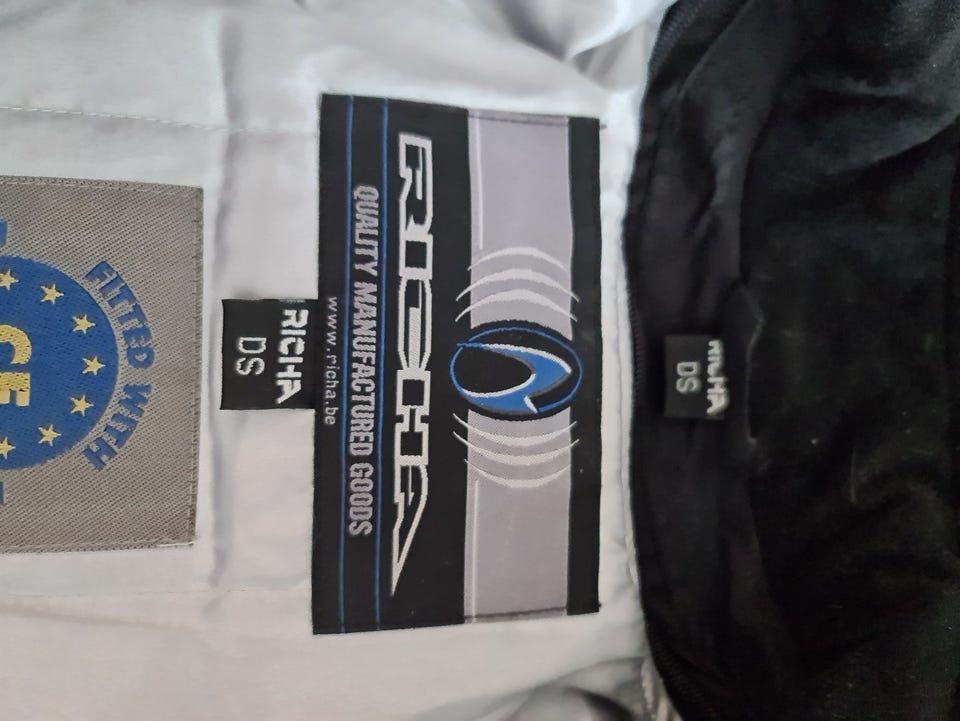 RICHA
DS
RICHA
QUALITY MANUFACTURED GOODS
www.richa.be
RICHA
DS
FITTED WITH
CE